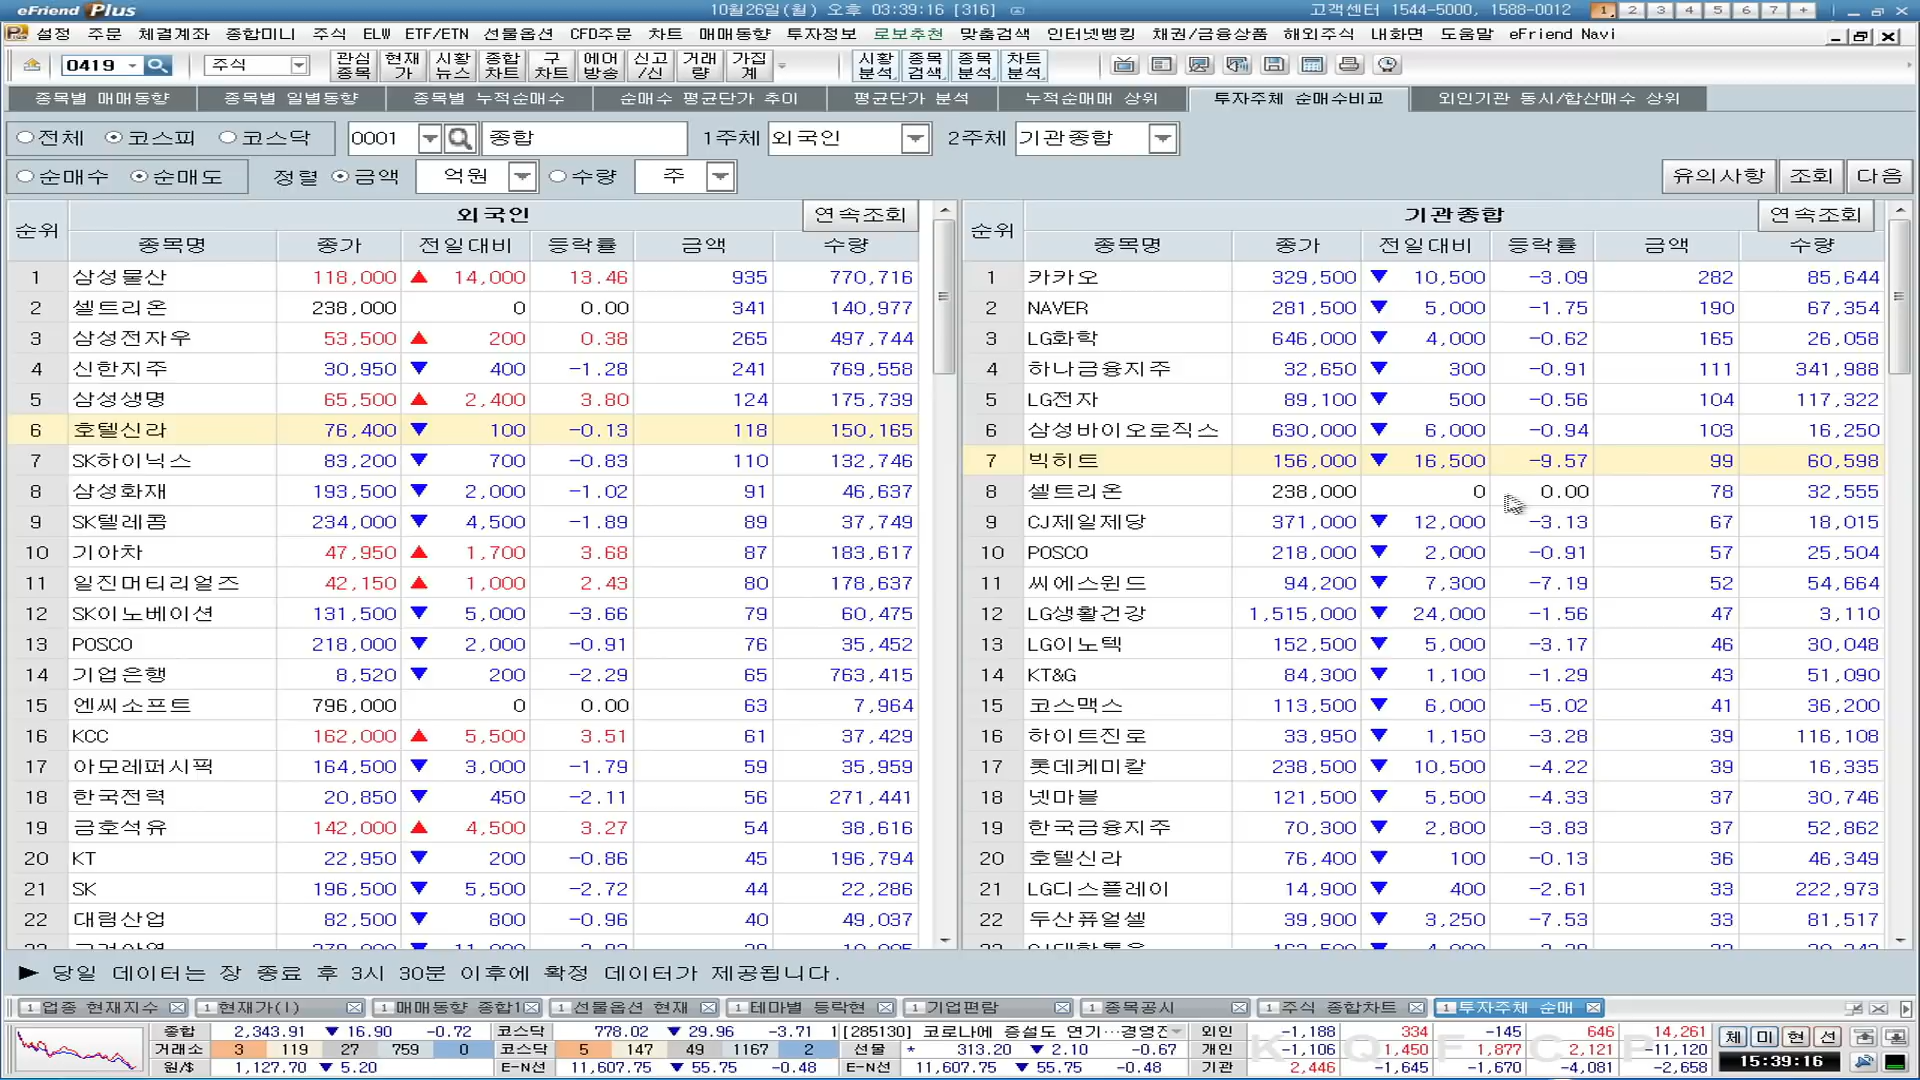 eFriend Plus 10월26일(월) 오후 03:39:16 [316] 고객센터 1544-5000, 1588-0012 1 2 3 4 5 6 7 +
설정 주문 체결계좌 종합미니 주식 ELW ETF/ETN 선물옵션 CFD주문 차트 매매동향 투자정보 로보추천 맞춤검색 인터넷뱅킹 채권/금융상품 해외주식 내화면 도움말 eFriend Navi
0419 주식 관심종목 현재가 시황뉴스 종합차트 구차트 에어방송 신고/신 거래량 가집계 시황분석 종목검색 종목분석 차트분석
종목별 매매동향 종목별 일별동향 종목별 누적순매수 순매수 평균단가 추이 평균단가 분석 누적순매매 상위 투자주체 순매수비교 외인기관 동시/합산매수 상위
전체 코스피 코스닥 0001 종합 1주체 외국인 2주체 기관종합
순매수 순매도 정렬 금액 억원 수량 주 유의사항 조회 다음
순위 외국인 연속조회
종목명 종가 전일대비 등락률 금액 수량
1 삼성물산 118,000 ▲ 14,000 13.46 935 770,716
2 셀트리온 238,000 0 0.00 341 140,977
3 삼성전자우 53,500 ▲ 200 0.38 265 497,744
4 신한지주 30,950 ▼ 400 -1.28 241 769,558
5 삼성생명 65,500 ▲ 2,400 3.80 124 175,739
6 호텔신라 76,400 ▼ 100 -0.13 118 150,165
7 SK하이닉스 83,200 ▼ 700 -0.83 110 132,746
8 삼성화재 193,500 ▼ 2,000 -1.02 91 46,637
9 SK텔레콤 234,000 ▼ 4,500 -1.89 89 37,749
10 기아차 47,950 ▲ 1,700 3.68 87 183,617
11 일진머티리얼즈 42,150 ▲ 1,000 2.43 80 178,637
12 SK이노베이션 131,500 ▼ 5,000 -3.66 79 60,475
13 POSCO 218,000 ▼ 2,000 -0.91 76 35,452
14 기업은행 8,520 ▼ 200 -2.29 65 763,415
15 엔씨소프트 796,000 0 0.00 63 7,964
16 KCC 162,000 ▲ 5,500 3.51 61 37,429
17 아모레퍼시픽 164,500 ▼ 3,000 -1.79 59 35,959
18 한국전력 20,850 ▼ 450 -2.11 56 271,441
19 금호석유 142,000 ▲ 4,500 3.27 54 38,616
20 KT 22,950 ▼ 200 -0.86 45 196,794
21 SK 196,500 ▼ 5,500 -2.72 44 22,286
22 대림산업 82,500 ▼ 800 -0.96 40 49,037
순위 기관종합 연속조회
종목명 종가 전일대비 등락률 금액 수량
1 카카오 329,500 ▼ 10,500 -3.09 282 85,644
2 NAVER 281,500 ▼ 5,000 -1.75 190 67,354
3 LG화학 646,000 ▼ 4,000 -0.62 165 26,058
4 하나금융지주 32,650 ▼ 300 -0.91 111 341,988
5 LG전자 89,100 ▼ 500 -0.56 104 117,322
6 삼성바이오로직스 630,000 ▼ 6,000 -0.94 103 16,250
7 빅히트 156,000 ▼ 16,500 -9.57 99 60,598
8 셀트리온 238,000 0 0.00 78 32,555
9 CJ제일제당 371,000 ▼ 12,000 -3.13 67 18,015
10 POSCO 218,000 ▼ 2,000 -0.91 57 25,504
11 씨에스윈드 94,200 ▼ 7,300 -7.19 52 54,664
12 LG생활건강 1,515,000 ▼ 24,000 -1.56 47 3,110
13 LG이노텍 152,500 ▼ 5,000 -3.17 46 30,048
14 KT&G 84,300 ▼ 1,100 -1.29 43 51,090
15 코스맥스 113,500 ▼ 6,000 -5.02 41 36,200
16 하이트진로 33,950 ▼ 1,150 -3.28 39 116,108
17 롯데케미칼 238,500 ▼ 10,500 -4.22 39 16,335
18 넷마블 121,500 ▼ 5,500 -4.33 37 30,746
19 한국금융지주 70,300 ▼ 2,800 -3.83 37 52,862
20 호텔신라 76,400 ▼ 100 -0.13 36 46,349
21 LG디스플레이 14,900 ▼ 400 -2.61 33 222,973
22 두산퓨얼셀 39,900 ▼ 3,250 -7.53 33 81,517
▶ 당일 데이터는 장 종료 후 3시 30분 이후에 확정 데이터가 제공됩니다.
1 업종 현재지수 1 현재가(1) 1 매매동향 종합1 1 선물옵션 현재 1 테마별 등락현 1 기업편람 1 종목공시 1 주식 종합차트 1 투자주체 순매
종합 2,343.91 ▼ 16.90 -0.72 코스닥 778.02 ▼ 29.96 -3.71 1 [285130] 코로나에 증설도 연기…경영진 외인 -1,188 334 -145 646 14,261 체 미 현 선
거래소 3 119 27 759 0 코스닥 5 147 49 1167 2 선물 * 313.20 ▼ 2.10 -0.67 개인 -1,106 1,450 1,877 2,121 -11,120
원/$ 1,127.70 ▼ 5.20 E-N선 11,607.75 ▼ 55.75 -0.48 E-N선 11,607.75 ▼ 55.75 -0.48 기관 2,446 -1,645 -1,670 -4,081 -2,658 15:39:16
K Q F C P